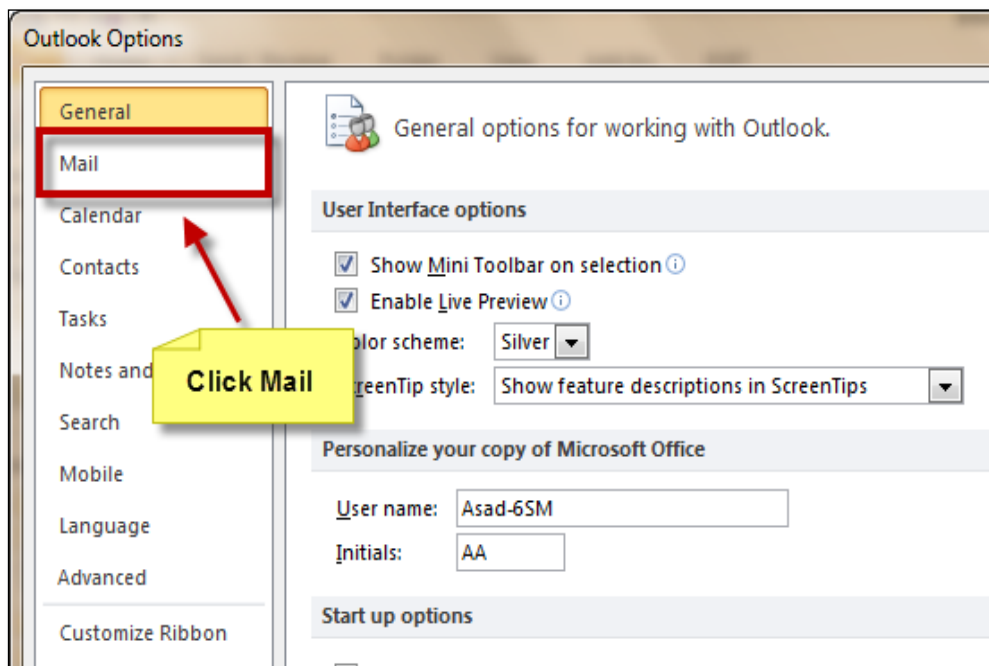 Outlook Options
General
Mail
Calendar
Contacts
Tasks
Notes and
Search
Mobile
Language
Advanced
Customize Ribbon
General options for working with Outlook.
User Interface options
Show Mini Toolbar on selection
Enable Live Preview
olor scheme: Silver
reenTip style: Show feature descriptions in ScreenTips
Click Mail
Personalize your copy of Microsoft Office
User name: Asad-6SM
Initials: AA
Start up options